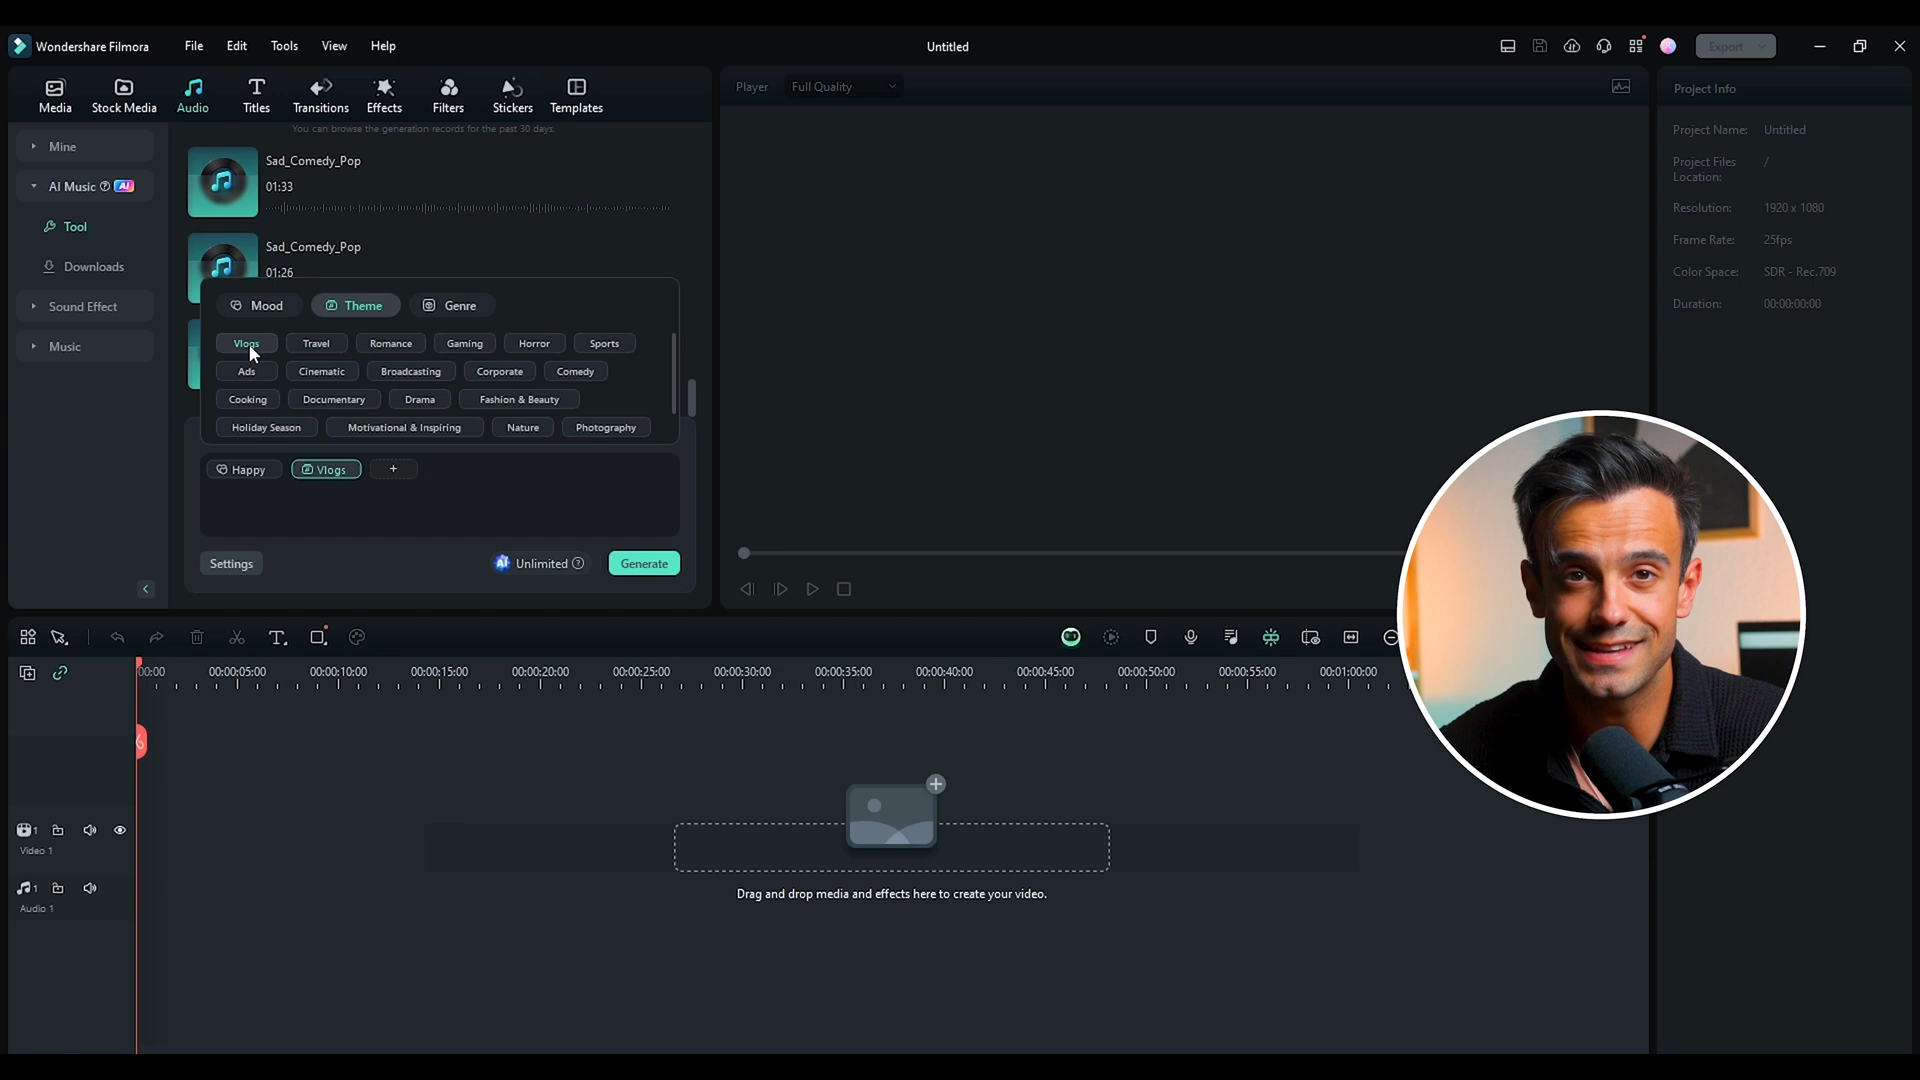 Wondershare Filmora
File Edit Tools View Help
Untitled
Export
Media Stock Media Audio Titles Transitions Effects Filters Stickers Templates
Player Full Quality
Project Info
Mine
AI Music AI
Tool
Downloads
Sound Effect
Music
You can browse the generation records for the past 30 days.
Sad_Comedy_Pop
01:33
Sad_Comedy_Pop
01:26
Mood Theme Genre
Vlogs Travel Romance Gaming Horror Sports
Ads Cinematic Broadcasting Corporate Comedy
Cooking Documentary Drama Fashion & Beauty
Holiday Season Motivational & Inspiring Nature Photography
Happy Vlogs +
Settings AI Unlimited Generate
Project Name: Untitled
Project Files /
Location:
Resolution: 1920 x 1080
Frame Rate: 25fps
Color Space: SDR - Rec.709
Duration: 00:00:00:00
00:00 00:00:05:00 00:00:10:00 00:00:15:00 00:00:20:00 00:00:25:00 00:00:30:00 00:00:35:00 00:00:40:00 00:00:45:00 00:00:50:00 00:00:55:00 00:01:00:00
1
Video 1
1
Audio 1
Drag and drop media and effects here to create your video.